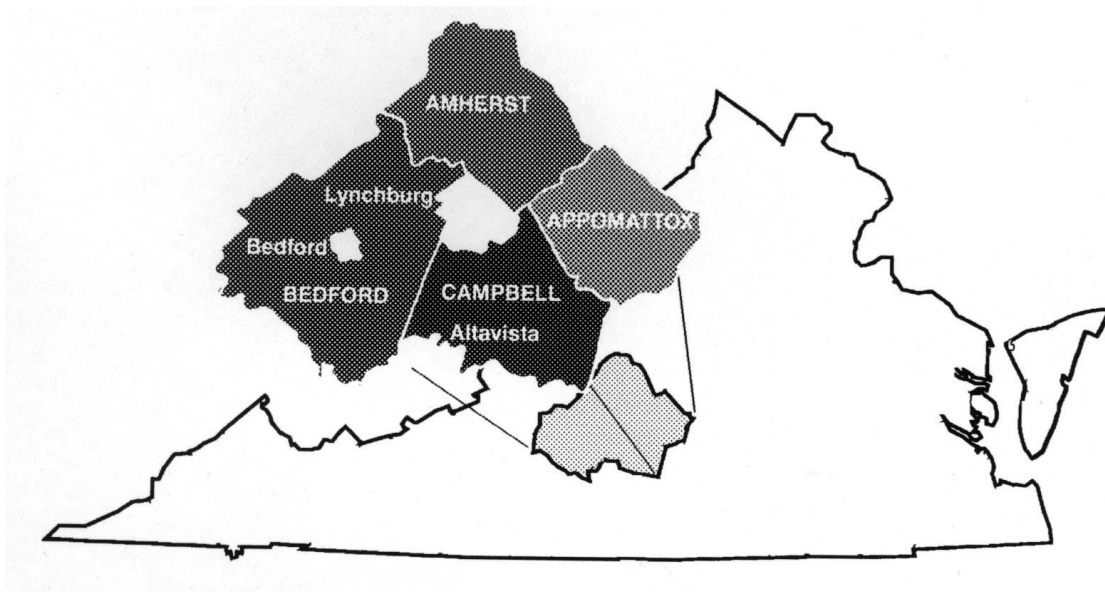 AMHERST
Lynchburg
APPOMATTOX
Bedford
BEDFORD
CAMPBELL
Altavista